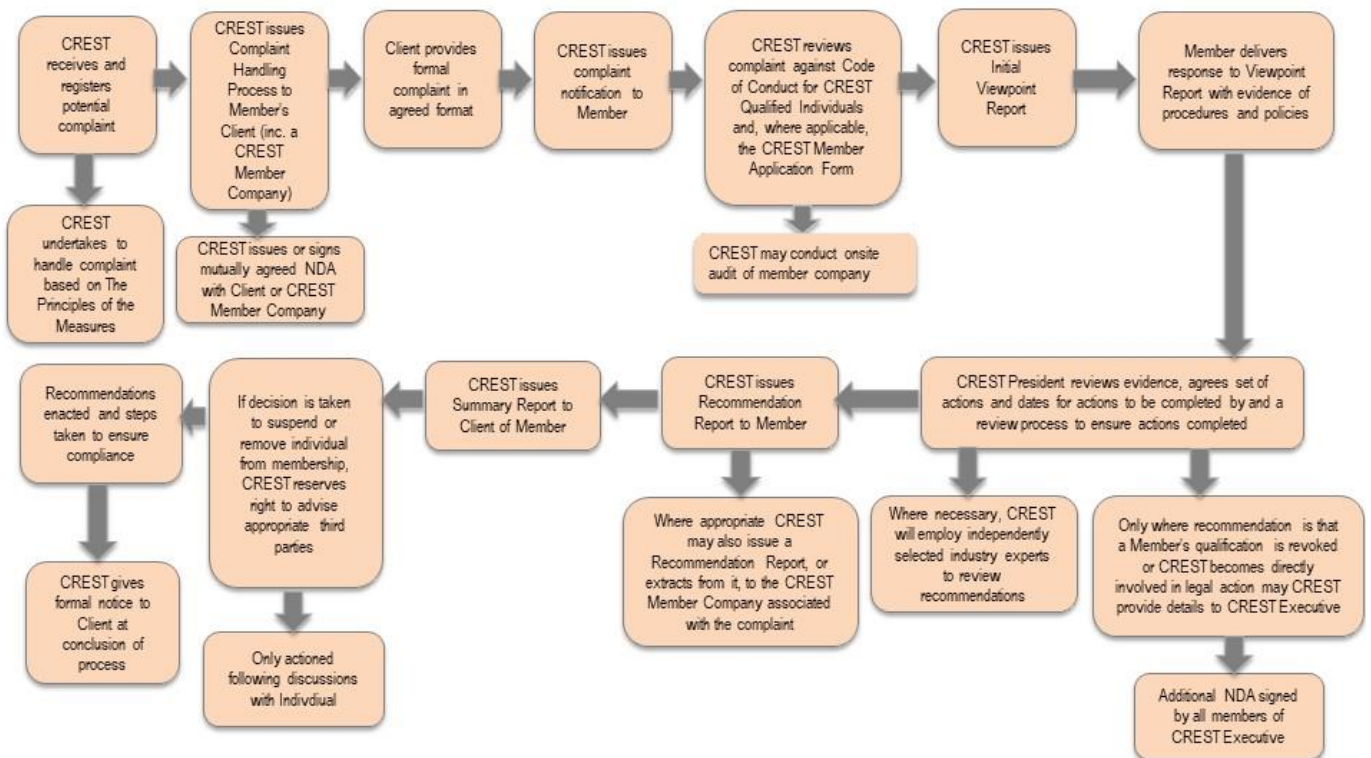 CREST
receives and
registers
potential
complaint
CREST issues
Complaint
Handling
Process to
Member's
Client (inc. a
CREST
Member
Company)
Client provides
formal
complaint in
agreed format
CREST issues
complaint
notification to
Member
CREST reviews
complaint against Code
of Conduct for CREST
Qualified Individuals
and, where applicable,
the CREST Member
Application Form
CREST issues
Initial
Viewpoint
Report
Member delivers
response to Viewpoint
Report with evidence of
procedures and policies
CREST
undertakes to
handle complaint
based on The
Principles of the
Measures
CREST issues or signs
mutually agreed NDA
with Client or CREST
Member Company
CREST may conduct onsite
audit of member company
CREST President reviews evidence, agrees set of
actions and dates for actions to be completed by and a
review process to ensure actions completed
CREST issues
Recommendation
Report to Member
CREST issues
Summary Report to
Client of Member
If decision is taken
to suspend or
remove individual
from membership,
CREST reserves
right to advise
appropriate third
parties
Recommendations
enacted and steps
taken to ensure
compliance
CREST gives
formal notice to
Client at
conclusion of
process
Only actioned
following discussions
with Indivdiual
Where appropriate CREST
may also issue a
Recommendation Report, or
extracts from it, to the CREST
Member Company associated
with the complaint
Where necessary, CREST
will employ independently
selected industry experts
to review
recommendations
Only where recommendation is that
a Member's qualification is revoked
or CREST becomes directly
involved in legal action may CREST
provide details to CREST Executive
Additional NDA signed
by all members of
CREST Executive